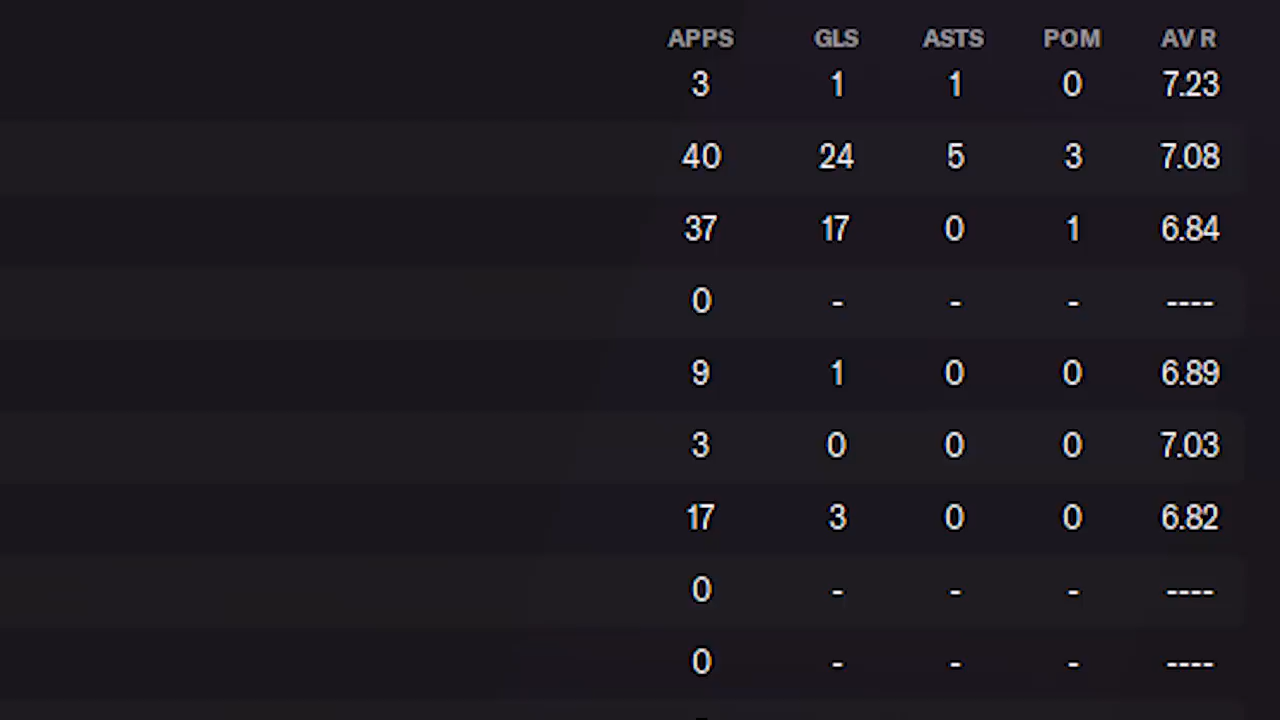 APPS GLS ASTS POM AV R
3 1 1 0 7.23
40 24 5 3 7.08
37 17 0 1 6.84
0 - - - ----
9 1 0 0 6.89
3 0 0 0 7.03
17 3 0 0 6.82
0 - - - ----
0 - - - ----